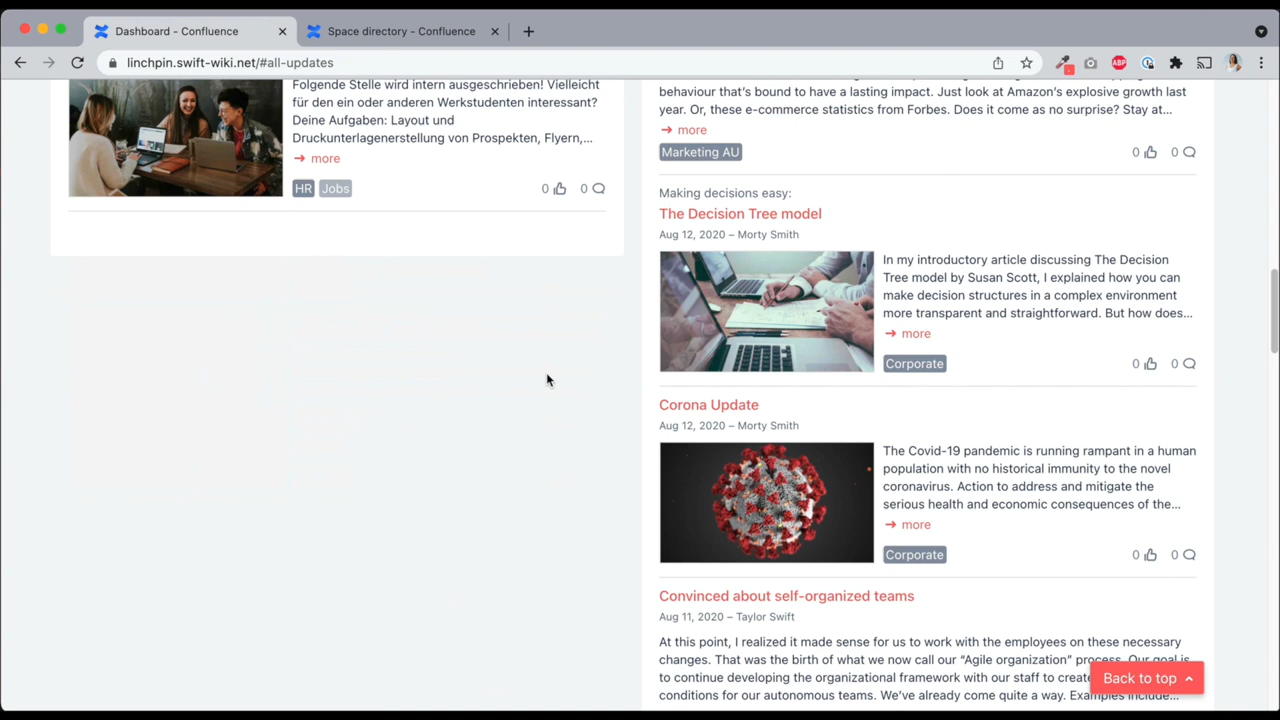 Dashboard - Confluence
Space directory - Confluence
linchpin.swift-wiki.net/#all-updates
ABP
Folgende Stelle wird intern ausgeschrieben! Vielleicht
für den ein oder anderen Werkstudenten interessant?
Deine Aufgaben: Layout und
Druckunterlagenerstellung von Prospekten, Flyern,...
→ more
HR Jobs
0 0
behaviour that's bound to have a lasting impact. Just look at Amazon's explosive growth last
year. Or, these e-commerce statistics from Forbes. Does it come as no surprise? Stay at...
→ more
Marketing AU
0 0
Making decisions easy:
The Decision Tree model
Aug 12, 2020 – Morty Smith
In my introductory article discussing The Decision
Tree model by Susan Scott, I explained how you can
make decision structures in a complex environment
more transparent and straightforward. But how does...
→ more
Corporate
0 0
Corona Update
Aug 12, 2020 – Morty Smith
The Covid-19 pandemic is running rampant in a human
population with no historical immunity to the novel
coronavirus. Action to address and mitigate the
serious health and economic consequences of the...
→ more
Corporate
0 0
Convinced about self-organized teams
Aug 11, 2020 – Taylor Swift
At this point, I realized it made sense for us to work with the employees on these necessary
changes. That was the birth of what we now call our “Agile organization” process. Our goal is
to continue developing the organizational framework with our staff to create
conditions for our autonomous teams. We've already come quite a way. Examples include...
Back to top